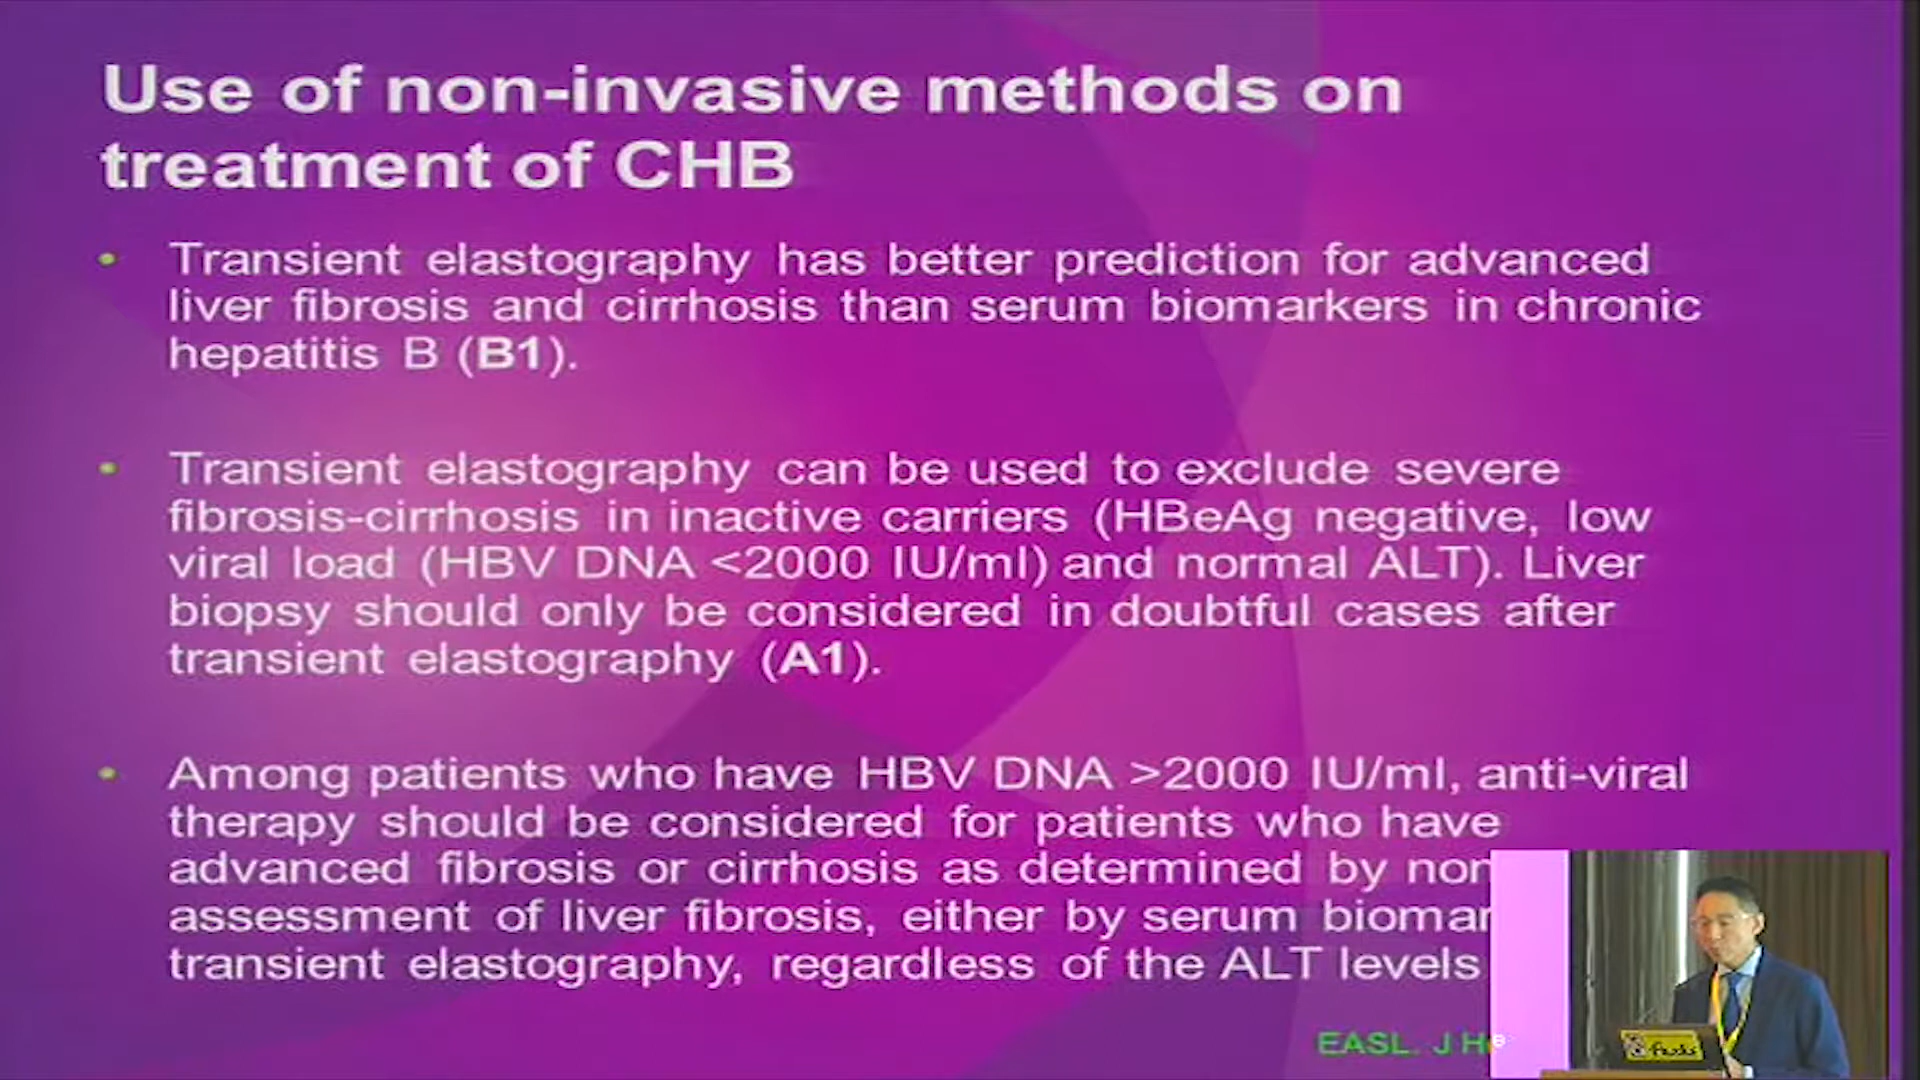 Use of non-invasive methods on
treatment of CHB
• Transient elastography has better prediction for advanced
liver fibrosis and cirrhosis than serum biomarkers in chronic
hepatitis B (B1).
• Transient elastography can be used to exclude severe
fibrosis-cirrhosis in inactive carriers (HBeAg negative, low
viral load (HBV DNA <2000 IU/ml) and normal ALT). Liver
biopsy should only be considered in doubtful cases after
transient elastography (A1).
• Among patients who have HBV DNA >2000 IU/ml, anti-viral
therapy should be considered for patients who have
advanced fibrosis or cirrhosis as determined by non
assessment of liver fibrosis, either by serum biomar
transient elastography, regardless of the ALT levels
EASL. J He